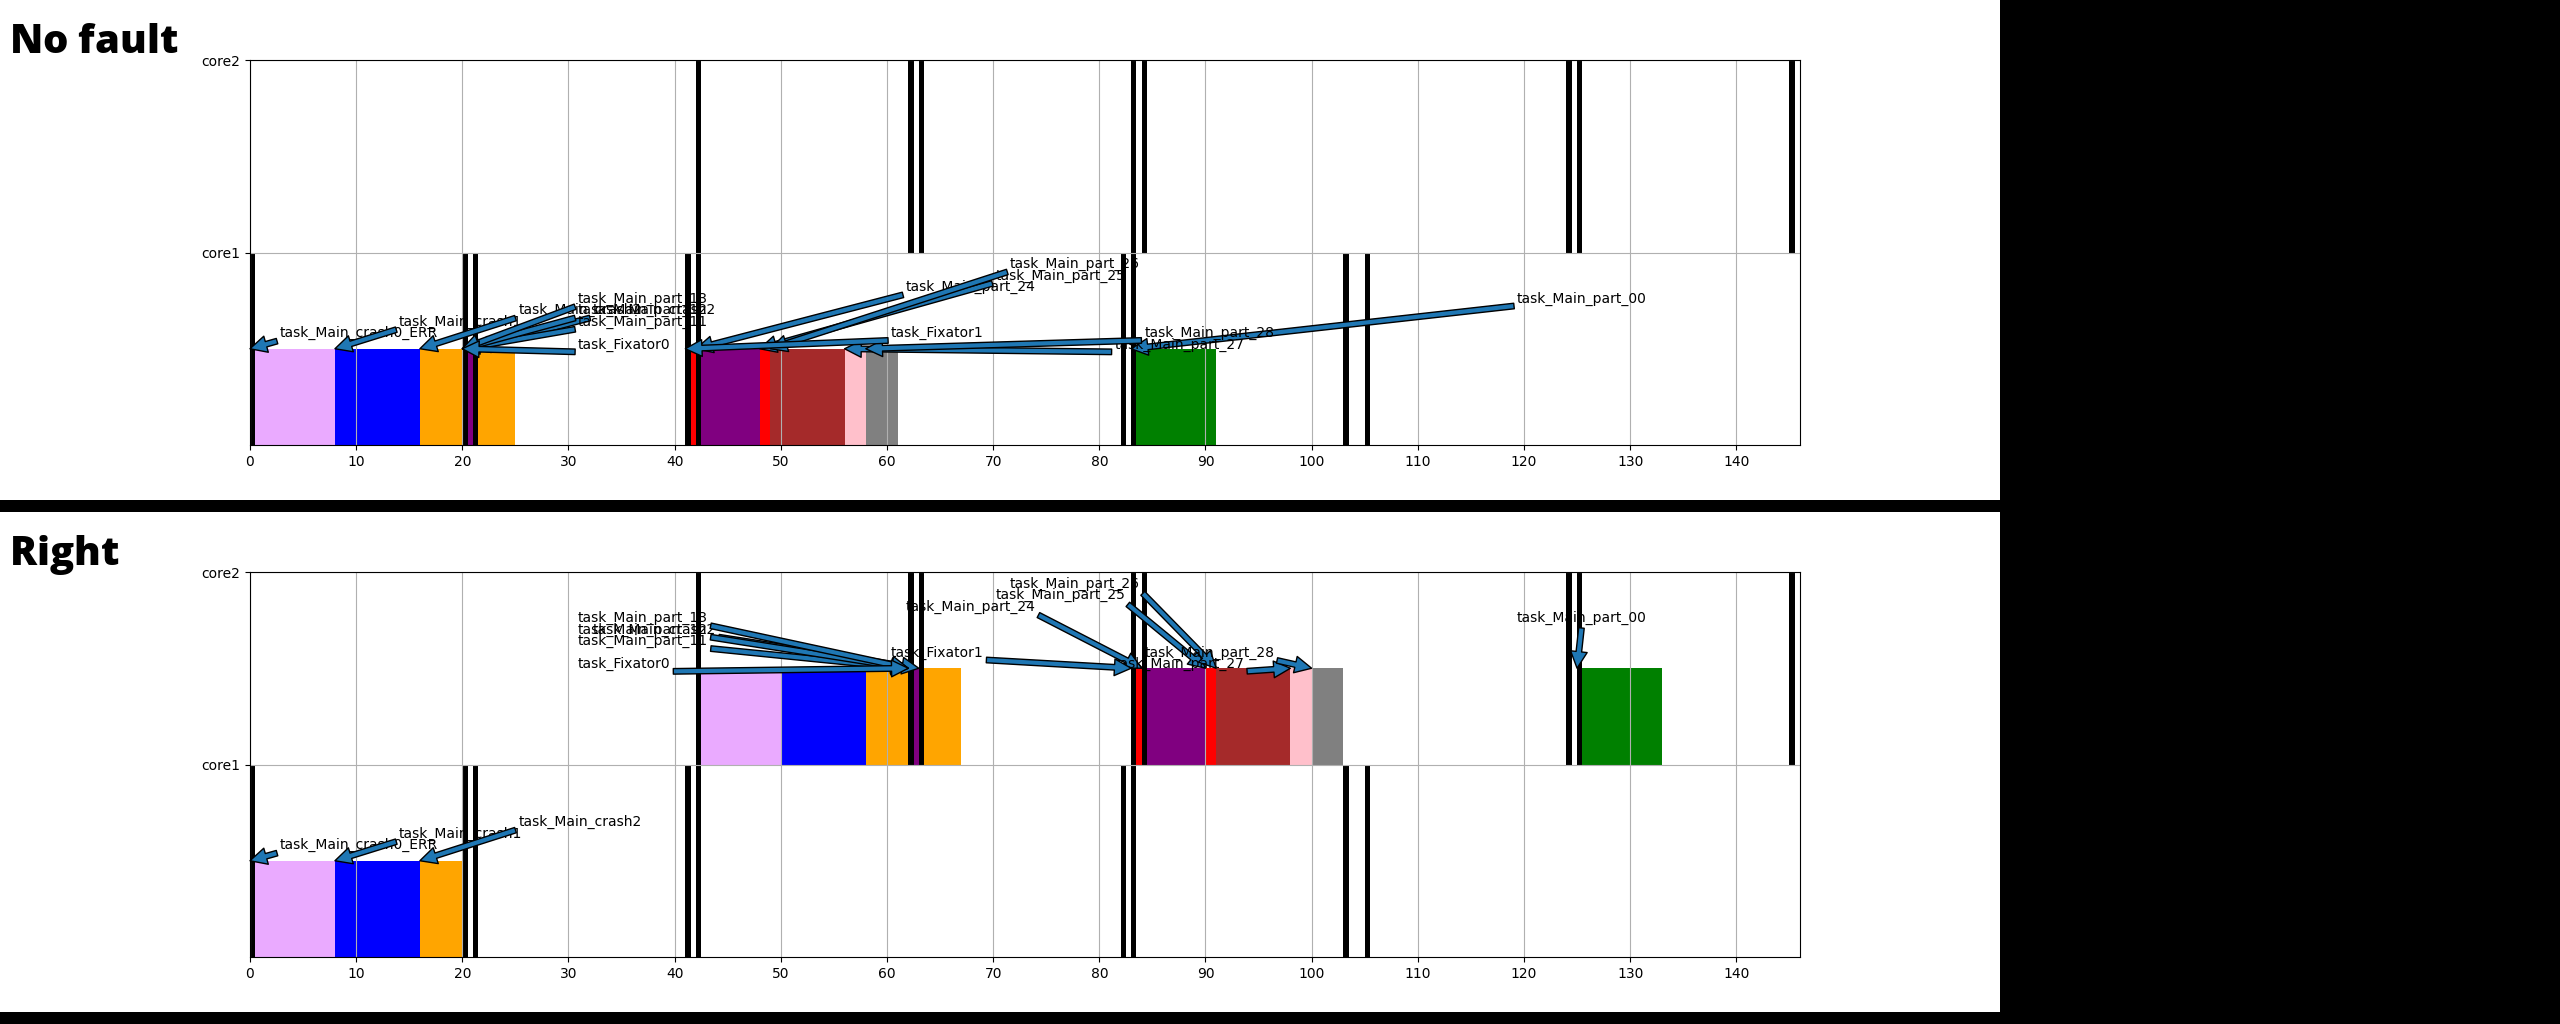 No fault
core2
core1
task_Main_part_26
task_Main_part_25
task_Main_part_24
task_Main_part_13
task_Main_crash2
task_Main_part_00
task_Main_crash1
task_Main_part_11
task_Main_crash0_ERR
task_Fixator1
task_Main_part_28
task_Fixator0
task_Main_part_27
0 10 20 30 40 50 60 70 80 90 100 110 120 130 140
Right
core2
core1
task_Main_part_26
task_Main_part_25
task_Main_part_24
task_Main_part_13
task_Main_part_00
task_Main_crash2
task_Main_part_11
task_Fixator1
task_Main_part_28
task_Fixator0
task_Main_part_27
task_Main_crash2
task_Main_crash1
task_Main_crash0_ERR
0 10 20 30 40 50 60 70 80 90 100 110 120 130 140